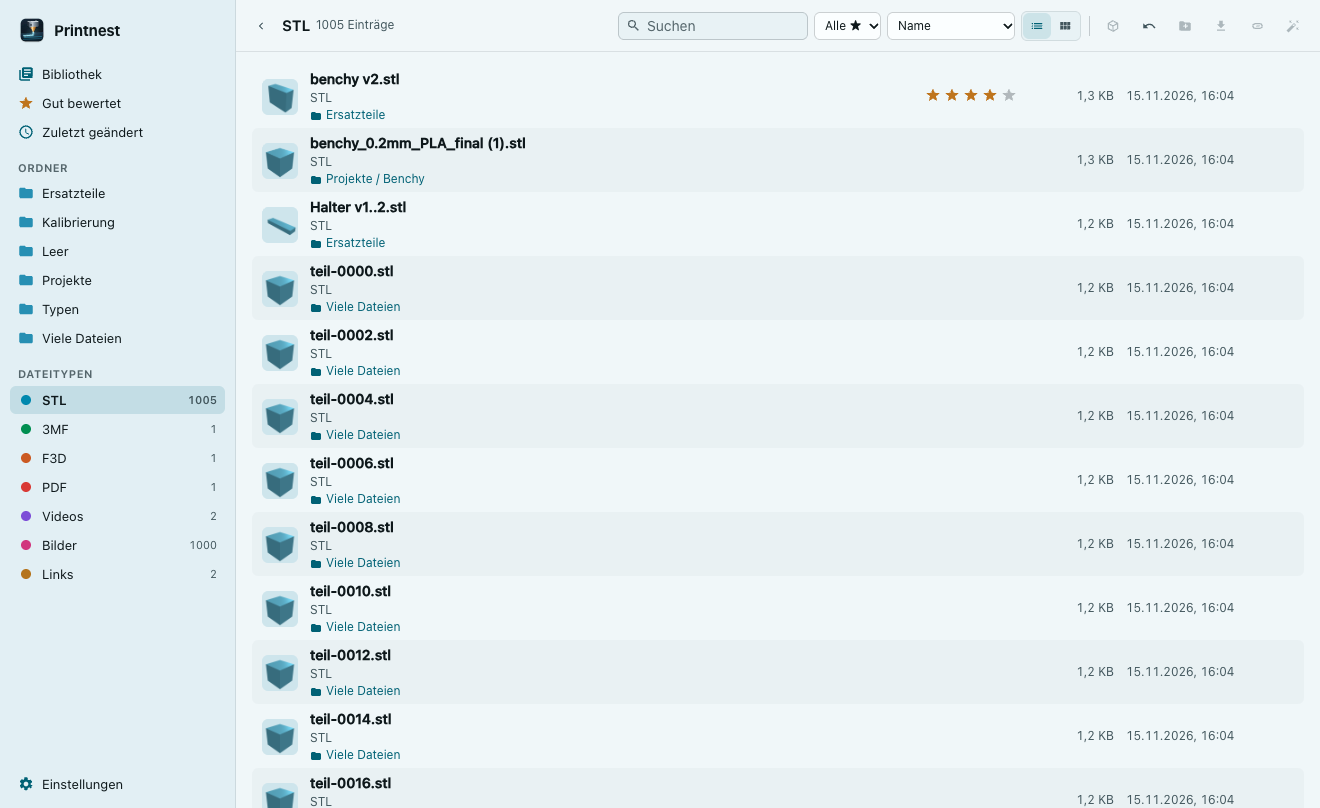 Printnest
Bibliothek
Gut bewertet
Zuletzt geändert
ORDNER
Ersatzteile
Kalibrierung
Leer
Projekte
Typen
Viele Dateien
DATEITYPEN
STL 1005
3MF 1
F3D 1
PDF 1
Videos 2
Bilder 1000
Links 2
Einstellungen
STL 1005 Einträge
Suchen
Alle ★
Name
benchy v2.stl
STL
Ersatzteile
1,3 KB 15.11.2026, 16:04
benchy_0.2mm_PLA_final (1).stl
STL
Projekte / Benchy
1,3 KB 15.11.2026, 16:04
Halter v1..2.stl
STL
Ersatzteile
1,2 KB 15.11.2026, 16:04
teil-0000.stl
STL
Viele Dateien
1,2 KB 15.11.2026, 16:04
teil-0002.stl
STL
Viele Dateien
1,2 KB 15.11.2026, 16:04
teil-0004.stl
STL
Viele Dateien
1,2 KB 15.11.2026, 16:04
teil-0006.stl
STL
Viele Dateien
1,2 KB 15.11.2026, 16:04
teil-0008.stl
STL
Viele Dateien
1,2 KB 15.11.2026, 16:04
teil-0010.stl
STL
Viele Dateien
1,2 KB 15.11.2026, 16:04
teil-0012.stl
STL
Viele Dateien
1,2 KB 15.11.2026, 16:04
teil-0014.stl
STL
Viele Dateien
1,2 KB 15.11.2026, 16:04
teil-0016.stl
STL
1,2 KB 15.11.2026, 16:04